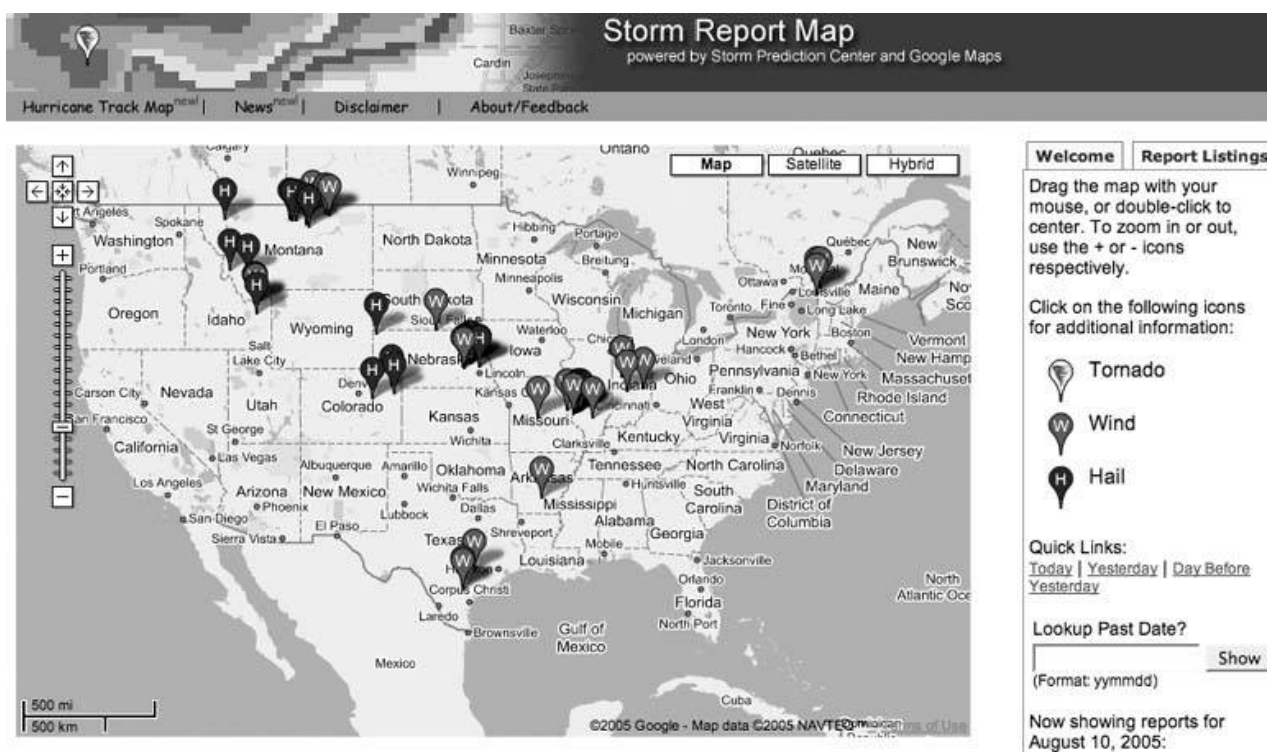 Baxter
Cardin
Storm Report Map
powered by Storm Prediction Center and Google Maps
Hurricane Track Map new! | News new! | Disclaimer | About/Feedback
Calgary
Ontario
Quebec
Map
Satellite
Hybrid
Winnipeg
Spokane
Washington
Montana
North Dakota
Hibbing
Portage
Québec
New
Brunswick
Minnesota
Breitung
Portland
Minneapolis
Ottawa
Maine
Oregon
Idaho
Wyoming
Wisconsin
Michigan
Toronto
Fine
Long Lake
Salt
Lake City
Waterloo
London
New York
Boston
Vermont
Iowa
Hancock
Bethel
New Hamp
Carson City
Nevada
Lincoln
Ohio
Pennsylvania
New York
Massachuset
Utah
Colorado
Franklin
Dennis
Rhode Island
San Francisco
Kansas
Missouri
West
Virginia
Connecticut
St George
California
Wichita
Clarksville
Kentucky
Virginia
Norfolk
New Jersey
Las Vegas
Albuquerque
Amarillo
Oklahoma
Tennessee
North Carolina
Delaware
Los Angeles
Arizona
New Mexico
Wichita Falls
Huntsville
South
Carolina
Maryland
Phoenix
Lubbock
Dallas
Mississippi
District of
Columbia
San Diego
El Paso
Alabama
Sierra Vista
Shreveport
Georgia
Texas
Mobile
Louisiana
Jacksonville
Orlando
North
Atlantic Oce
Corpus Christi
Florida
Laredo
North Port
Brownsville
Gulf of
Mexico
Mexico
Cuba
500 mi
500 km
©2005 Google - Map data ©2005 NAVTEQ
Welcome
Report Listings
Drag the map with your
mouse, or double-click to
center. To zoom in or out,
use the + or - icons
respectively.
Click on the following icons
for additional information:
Tornado
W Wind
H Hail
Quick Links:
Today | Yesterday | Day Before
Yesterday
Lookup Past Date?
Show
(Format: yymmdd)
Now showing reports for
August 10, 2005: